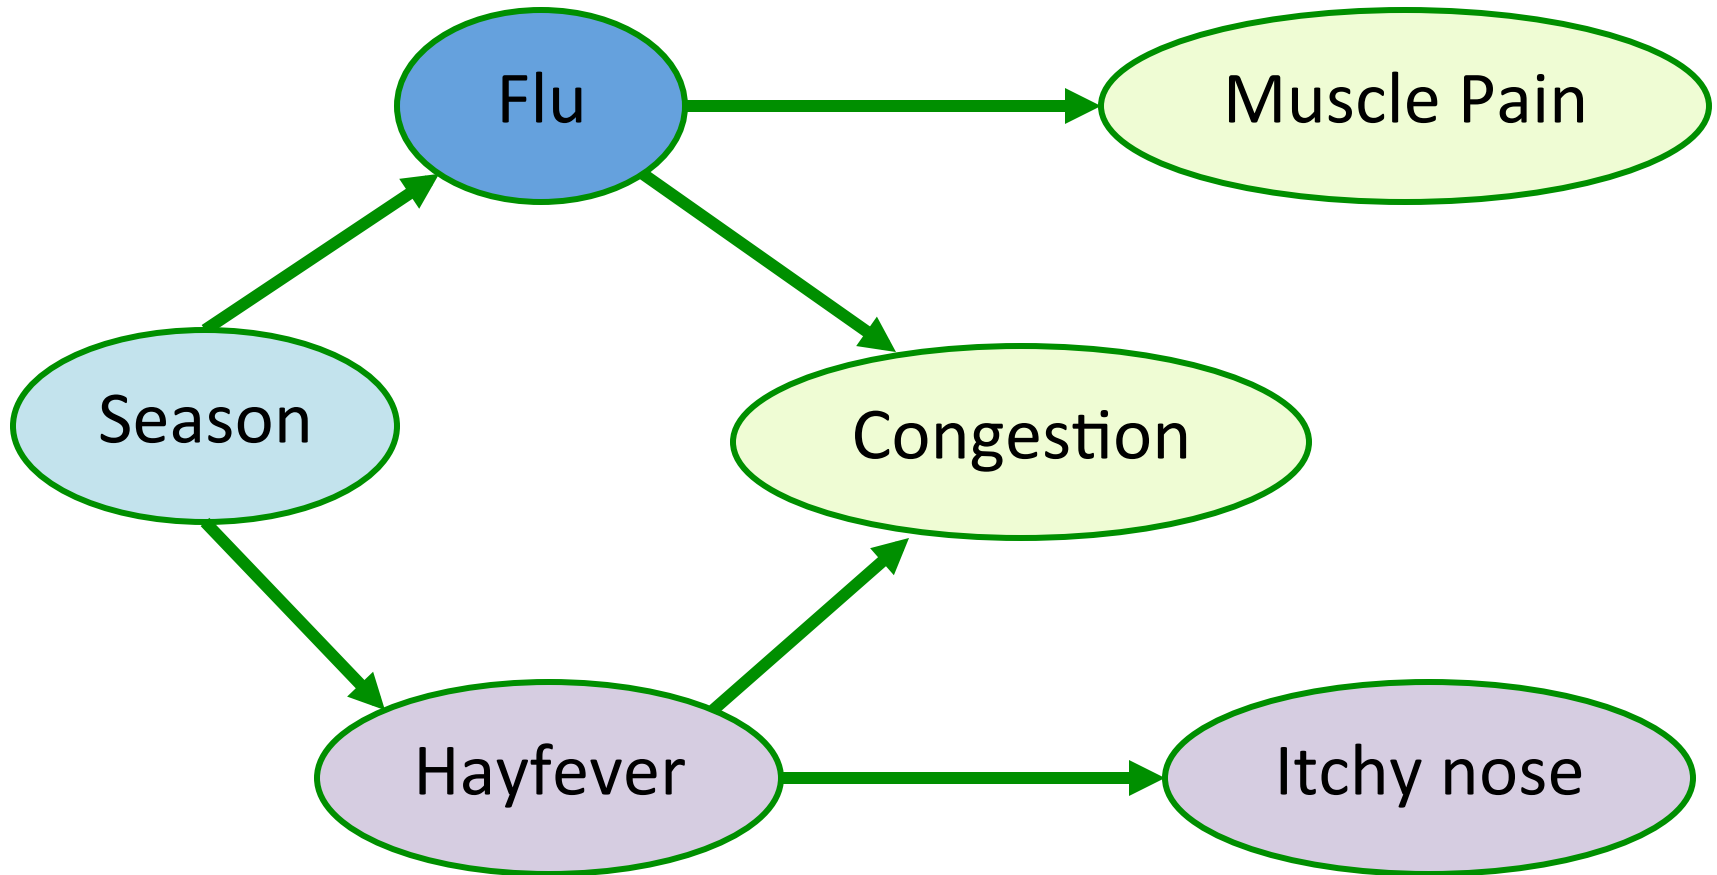 Flu
Muscle Pain
Season
Congestion
Hayfever
Itchy nose